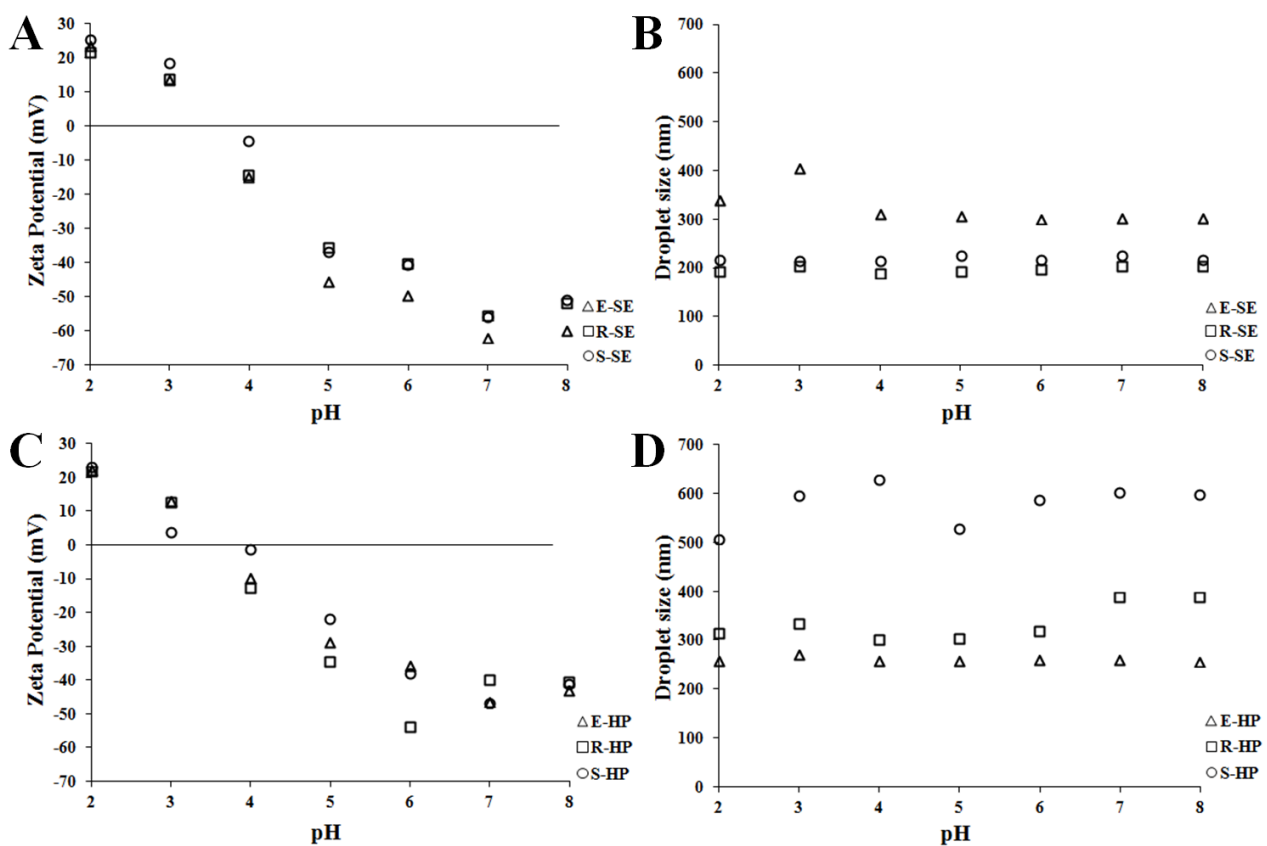 A
Zeta Potential (mV)
30
20
10
0
-10
-20
-30
-40
-50
-60
-70
2 3 4 5 6 7 8
pH
E-SE
R-SE
S-SE
B
Droplet size (nm)
700
600
500
400
300
200
100
0
2 3 4 5 6 7 8
pH
E-SE
R-SE
S-SE
C
Zeta Potential (mV)
30
20
10
0
-10
-20
-30
-40
-50
-60
-70
2 3 4 5 6 7 8
pH
E-HP
R-HP
S-HP
D
Droplet size (nm)
700
600
500
400
300
200
100
0
2 3 4 5 6 7 8
pH
E-HP
R-HP
S-HP